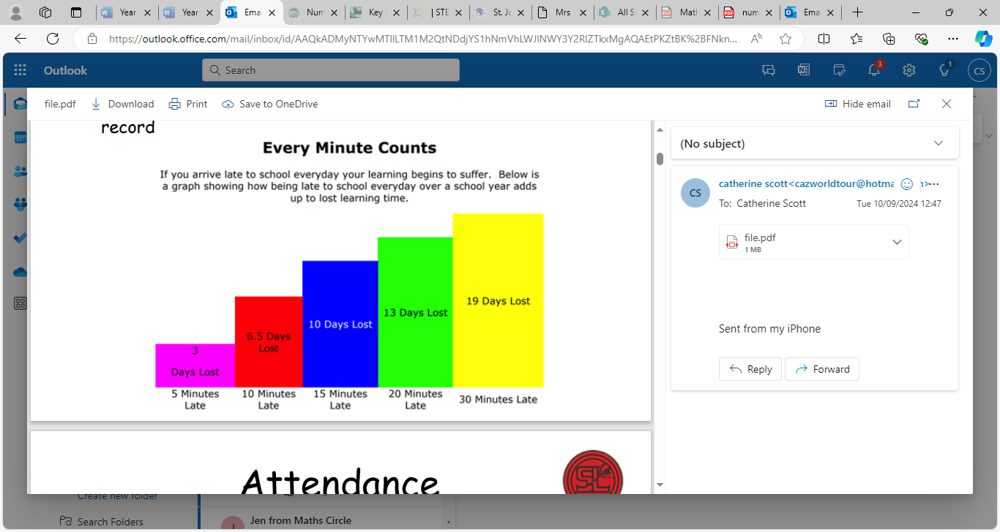 Year
Year
Emai
Num
Key S
| STE
St. Jo
Mrs
All S
Matl
num
Ema
https://outlook.office.com/mail/inbox/id/AAQkADMyNTYwMTllLTM1M2QtNDdjYS1hNmVhLWJlNWY3Y2RlZTkxMgAQAEtPKZtBK%2BFNkn...
Outlook
Search
3
1
CS
file.pdf Download Print Save to OneDrive
Hide email
record
Every Minute Counts
If you arrive late to school everyday your learning begins to suffer. Below is
a graph showing how being late to school everyday over a school year adds
up to lost learning time.
3
Days Lost
6.5 Days
Lost
10 Days Lost
13 Days Lost
19 Days Lost
5 Minutes
Late
10 Minutes
Late
15 Minutes
Late
20 Minutes
Late
30 Minutes Late
Attendance
SL
(No subject)
CS
catherine scott<cazworldtour@hotma
To: Catherine Scott
Tue 10/09/2024 12:47
file.pdf
1 MB
Sent from my iPhone
Reply
Forward
Create new folder
Search Folders
J
Jen from Maths Circle